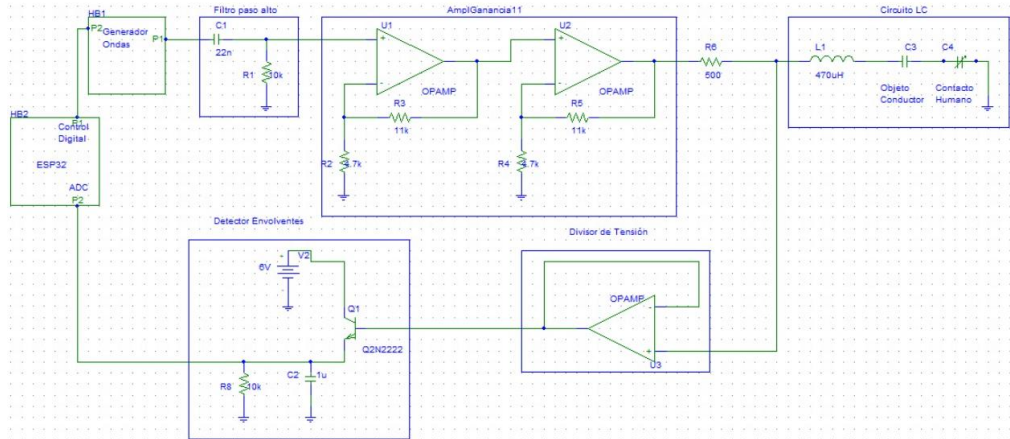 HB1
P2
Generador
Ondas
P1
Filtro paso alto
C1
22n
R1
10k
AmplGanancia11
U1
+
-
OPAMP
R3
11k
R2
4.7k
U2
+
-
OPAMP
R5
11k
R4
4.7k
R6
500
Circuito LC
L1
470uH
C3
Objeto
Conductor
C4
Contacto
Humano
HB2
P1
Control
Digital
ESP32
ADC
P2
Detector Envolventes
+
V2
6V
-
Q1
Q2N2222
R8
10k
C2
1u
Divisor de Tensión
OPAMP
-
+
U3